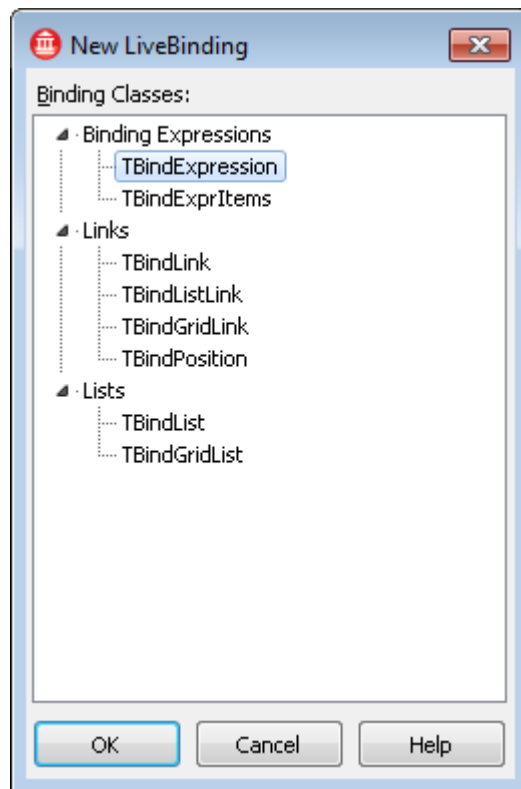 New LiveBinding
Binding Classes:
Binding Expressions
TBindExpression
TBindExprItems
Links
TBindLink
TBindListLink
TBindGridLink
TBindPosition
Lists
TBindList
TBindGridList
OK Cancel Help